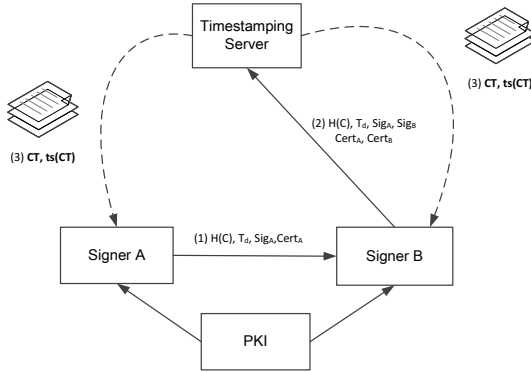 Timestamping
Server
(3) CT, ts(CT)
(3) CT, ts(CT)
(2) H(C), Td, SigA, SigB
CertA, CertB
Signer A
(1) H(C), Td, SigA,CertA
Signer B
PKI